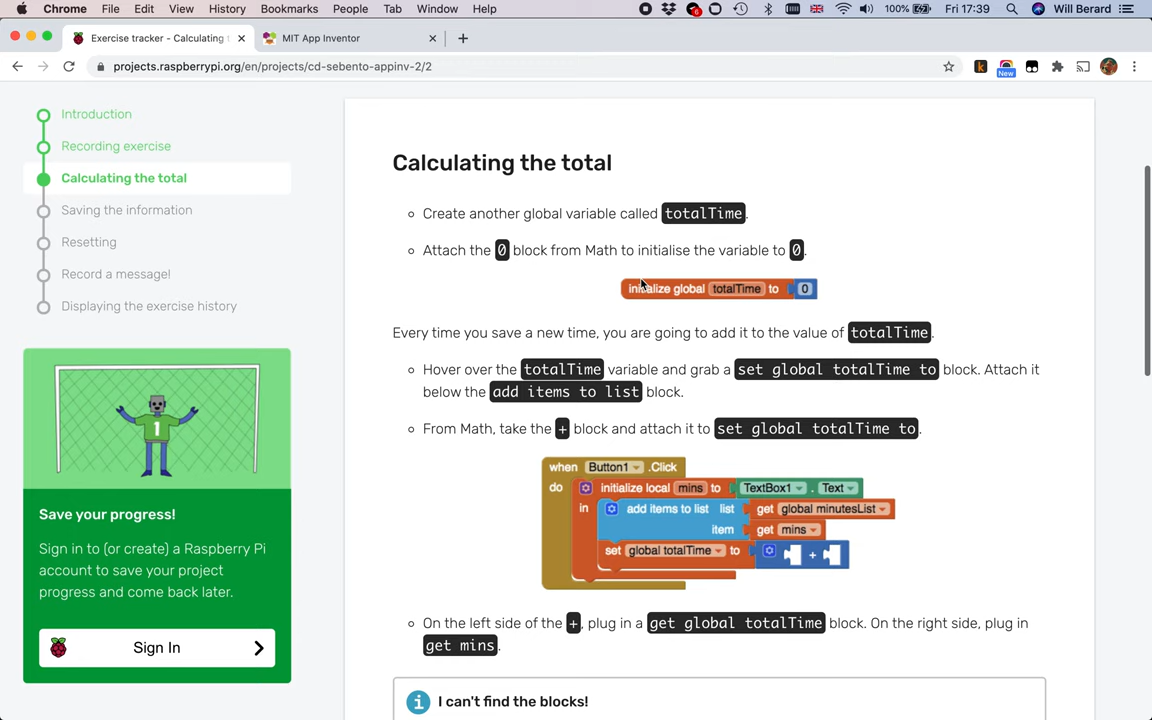 Chrome File Edit View History Bookmarks People Tab Window Help 6 100% Fri 17:39 Will Berard
Exercise tracker - Calculating t × MIT App Inventor × +
projects.raspberrypi.org/en/projects/cd-sebento-appinv-2/2
k
New
Introduction
Recording exercise
Calculating the total
Saving the information
Resetting
Record a message!
Displaying the exercise history
1
Save your progress!
Sign in to (or create) a Raspberry Pi
account to save your project
progress and come back later.
Sign In
Calculating the total
Create another global variable called totalTime.
Attach the 0 block from Math to initialise the variable to 0.
initialize global totalTime to 0
Every time you save a new time, you are going to add it to the value of totalTime.
Hover over the totalTime variable and grab a set global totalTime to block. Attach it
below the add items to list block.
From Math, take the + block and attach it to set global totalTime to.
when Button1 .Click
do initialize local mins to TextBox1 . Text
in add items to list list get global minutesList
item get mins
set global totalTime to +
On the left side of the +, plug in a get global totalTime block. On the right side, plug in
get mins.
i I can't find the blocks!